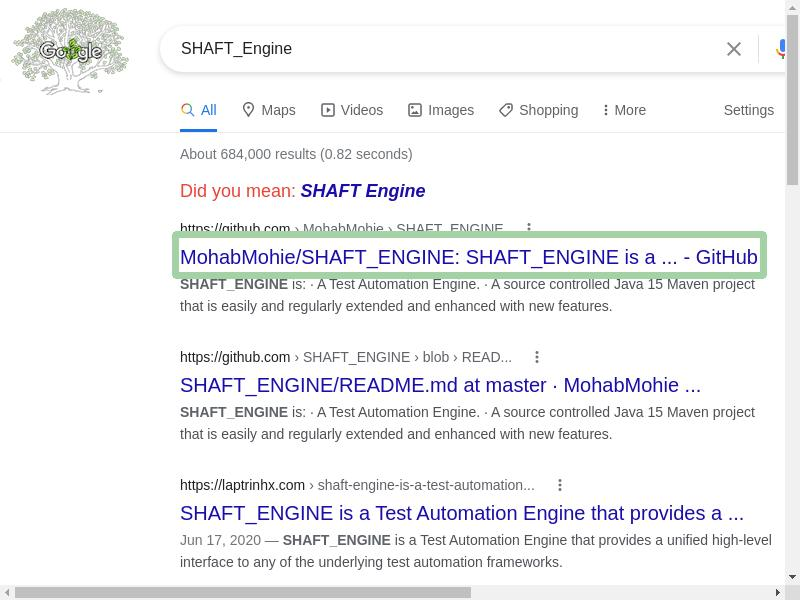 Google
SHAFT_Engine
All Maps Videos Images Shopping More Settings
About 684,000 results (0.82 seconds)
Did you mean: SHAFT Engine
https://github.com › MohabMohie › SHAFT_ENGINE
MohabMohie/SHAFT_ENGINE: SHAFT_ENGINE is a ... - GitHub
SHAFT_ENGINE is: · A Test Automation Engine. · A source controlled Java 15 Maven project
that is easily and regularly extended and enhanced with new features.
https://github.com › SHAFT_ENGINE › blob › READ...
SHAFT_ENGINE/README.md at master · MohabMohie ...
SHAFT_ENGINE is: · A Test Automation Engine. · A source controlled Java 15 Maven project
that is easily and regularly extended and enhanced with new features.
https://laptrinhx.com › shaft-engine-is-a-test-automation...
SHAFT_ENGINE is a Test Automation Engine that provides a ...
Jun 17, 2020 — SHAFT_ENGINE is a Test Automation Engine that provides a unified high-level
interface to any of the underlying test automation frameworks.